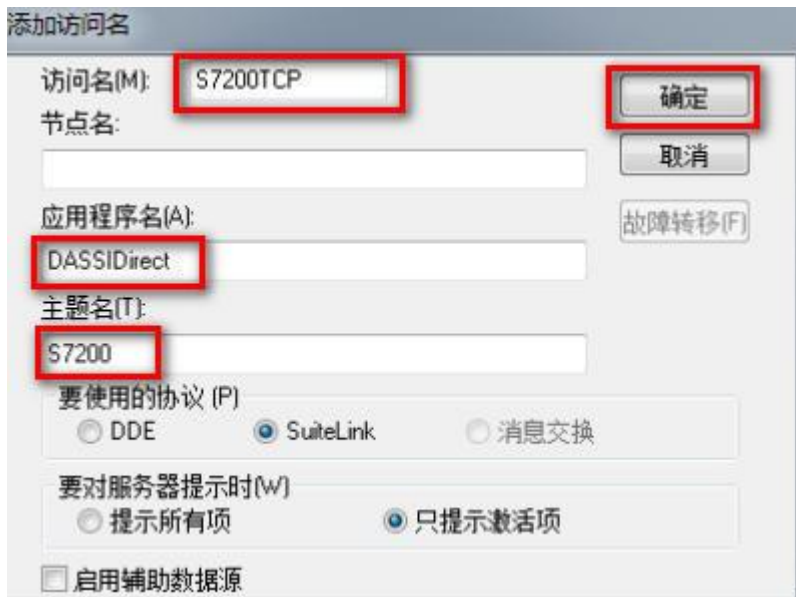 添加访问名
访问名(M): S7200TCP 确定
节点名:
取消
应用程序名(A): 故障转移(F)
DASSIDirect
主题名(T):
S7200
要使用的协议 (P)
DDE SuiteLink 消息交换
要对服务器提示时(W)
提示所有项 只提示激活项
启用辅助数据源